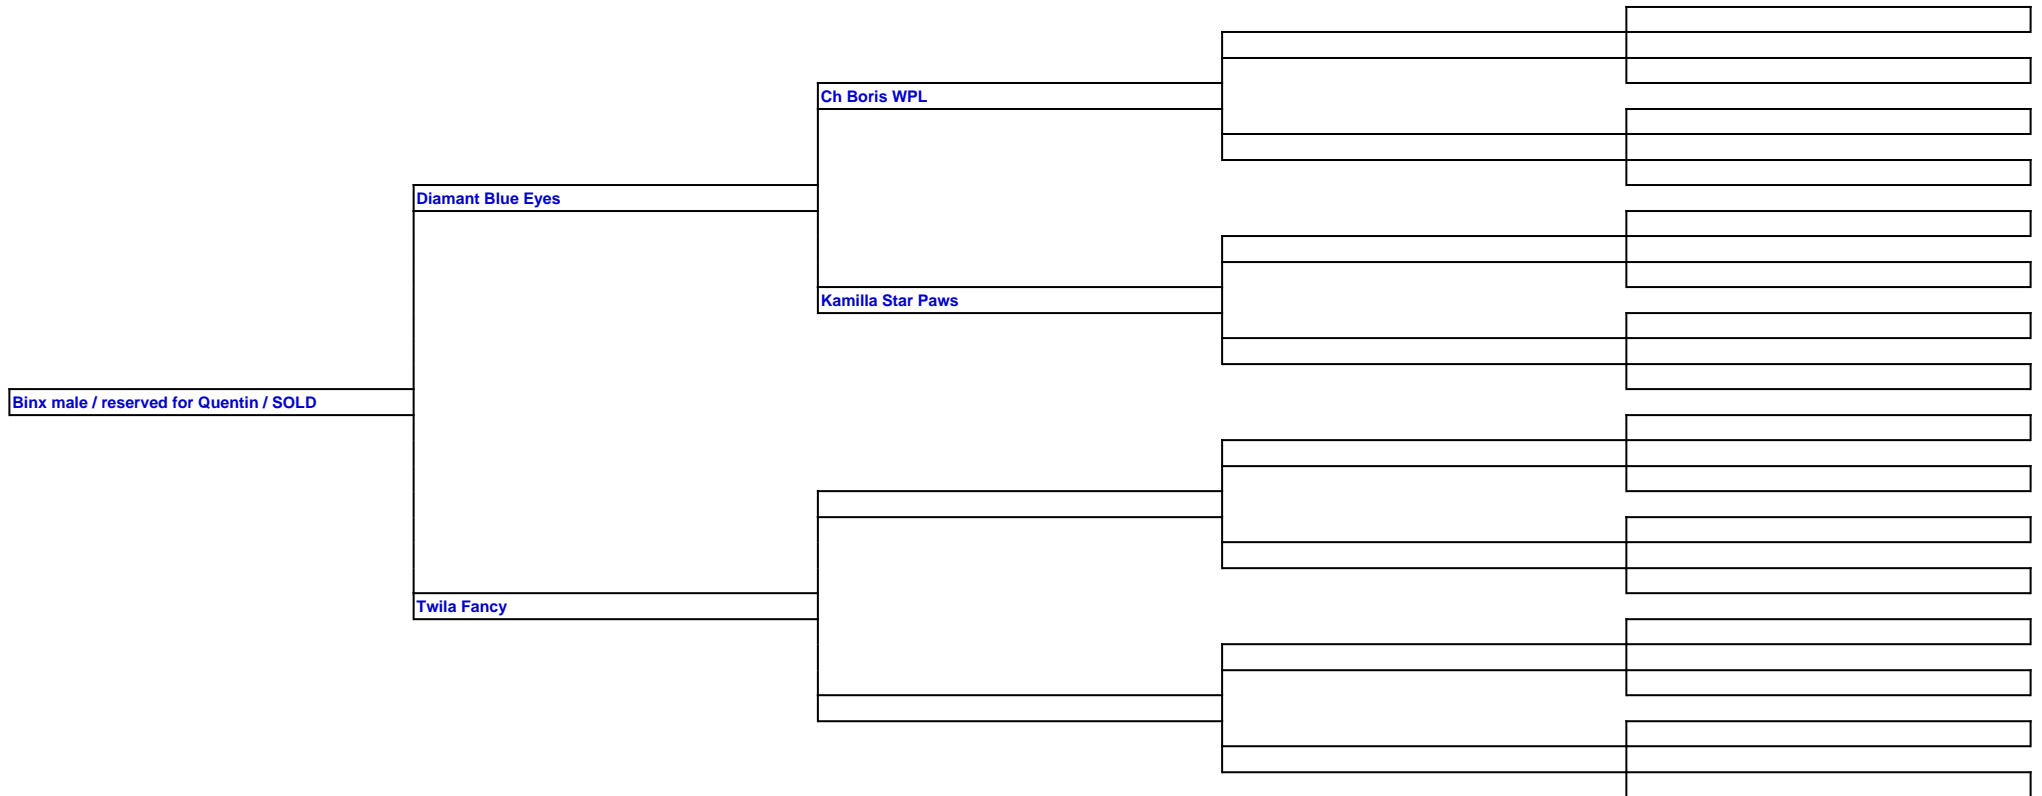 Ch Boris WPL
Diamant Blue Eyes
Kamilla Star Paws
Binx male / reserved for Quentin / SOLD
Twila Fancy